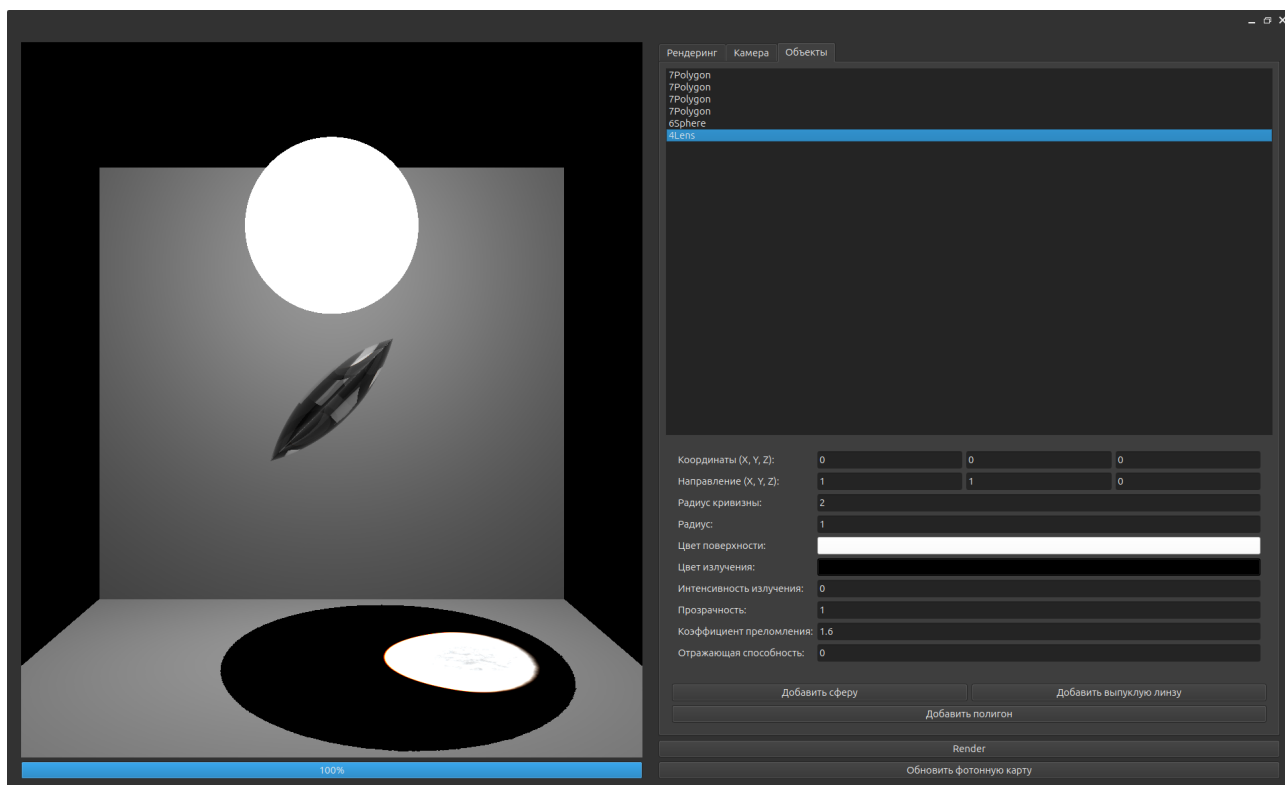 Рендеринг Камера Объекты
7Polygon
7Polygon
7Polygon
7Polygon
6Sphere
4Lens
Координаты (X, Y, Z): 0 0 0
Направление (X, Y, Z): 1 1 0
Радиус кривизны: 2
Радиус: 1
Цвет поверхности:
Цвет излучения:
Интенсивность излучения: 0
Прозрачность: 1
Коэффициент преломления: 1.6
Отражающая способность: 0
Добавить сферу Добавить выпуклую линзу
Добавить полигон
Render
100% Обновить фотонную карту